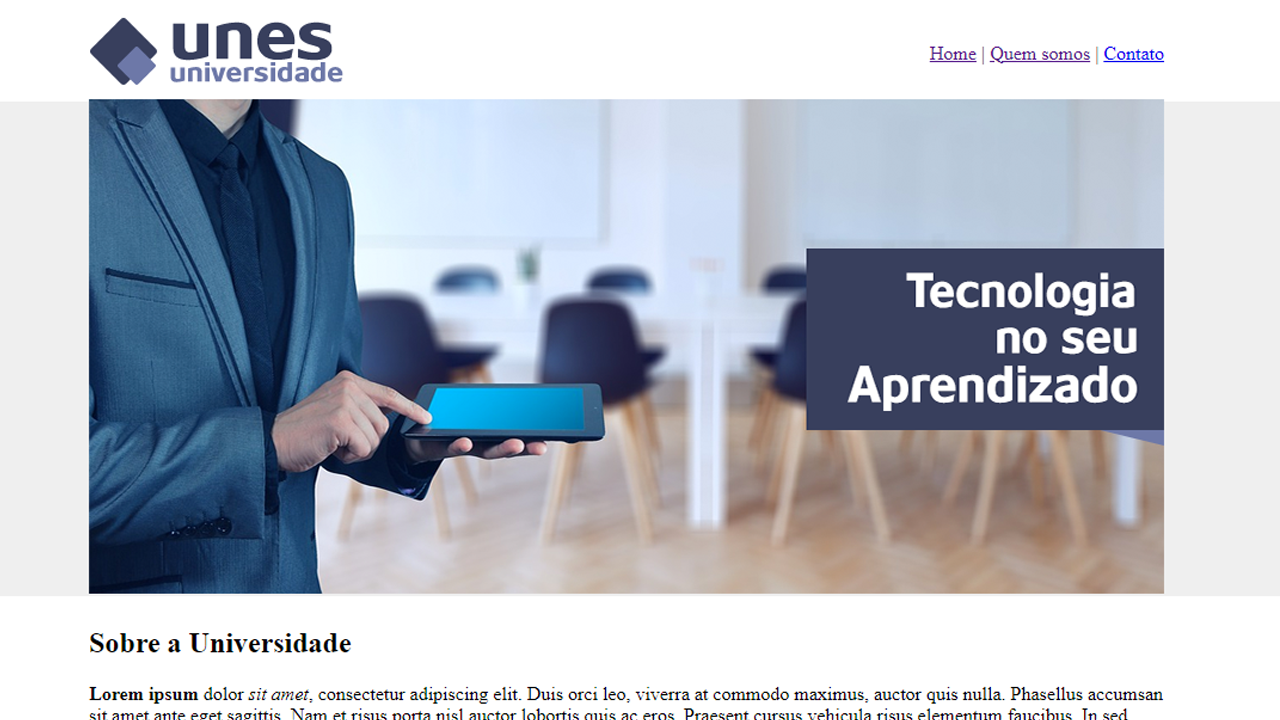 unes
universidade
Home | Quem somos | Contato
Tecnologia
no seu
Aprendizado
Sobre a Universidade
Lorem ipsum dolor sit amet, consectetur adipiscing elit. Duis orci leo, viverra at commodo maximus, auctor quis nulla. Phasellus accumsan
sit amet ante eget sagittis. Nam et risus porta nisl auctor lobortis quis ac eros. Praesent cursus vehicula risus elementum faucibus. In sed